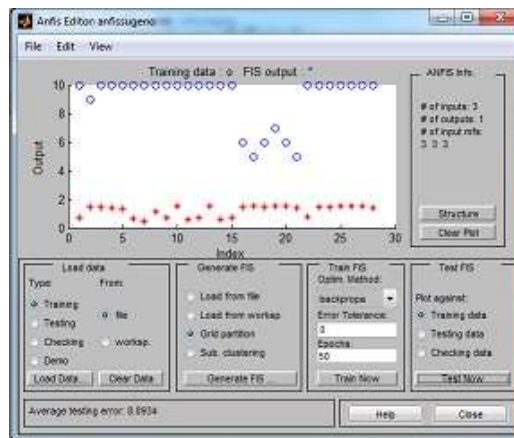 Anfis Editor: anfissugeno
File Edit View
Training data : o FIS output : *
ANFIS Info.
# of inputs: 3
# of outputs: 1
# of input mfs:
3 3 3
Structure
Clear Plot
Output
10
8
6
4
2
0
0 5 10 15 20 25 30
Index
Load data
Type: From:
Training
Testing
Checking
Demo
file
worksp.
Load Data... Clear Data
Generate FIS
Load from file
Load from worksp.
Grid partition
Sub. clustering
Generate FIS ...
Train FIS
Optim. Method:
backpropa
Error Tolerance:
0
Epochs:
50
Train Now
Test FIS
Plot against:
Training data
Testing data
Checking data
Test Now
Average testing error: 8.0934
Help Close